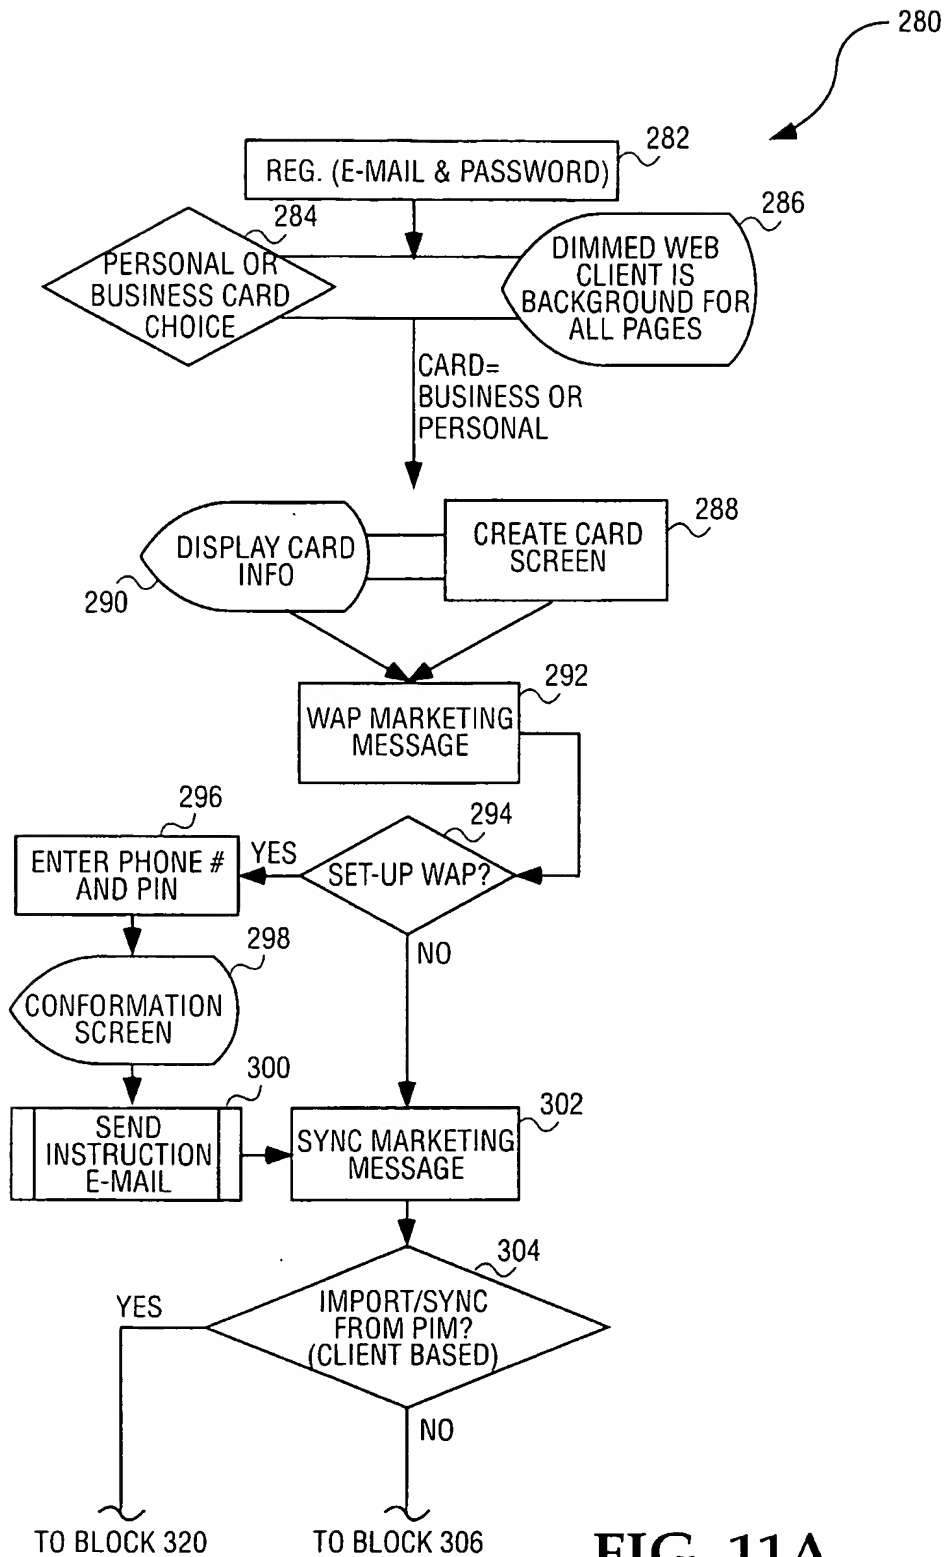 280
282
REG. (E-MAIL & PASSWORD)
284
286
PERSONAL OR
BUSINESS CARD
CHOICE
DIMMED WEB
CLIENT IS
BACKGROUND FOR
ALL PAGES
CARD=
BUSINESS OR
PERSONAL
288
DISPLAY CARD
INFO
290
CREATE CARD
SCREEN
292
WAP MARKETING
MESSAGE
296
294
ENTER PHONE #
AND PIN
YES
SET-UP WAP?
NO
298
CONFORMATION
SCREEN
300
302
SEND
INSTRUCTION
E-MAIL
SYNC MARKETING
MESSAGE
304
YES
IMPORT/SYNC
FROM PIM?
(CLIENT BASED)
NO
TO BLOCK 320
TO BLOCK 306
FIG. 11A